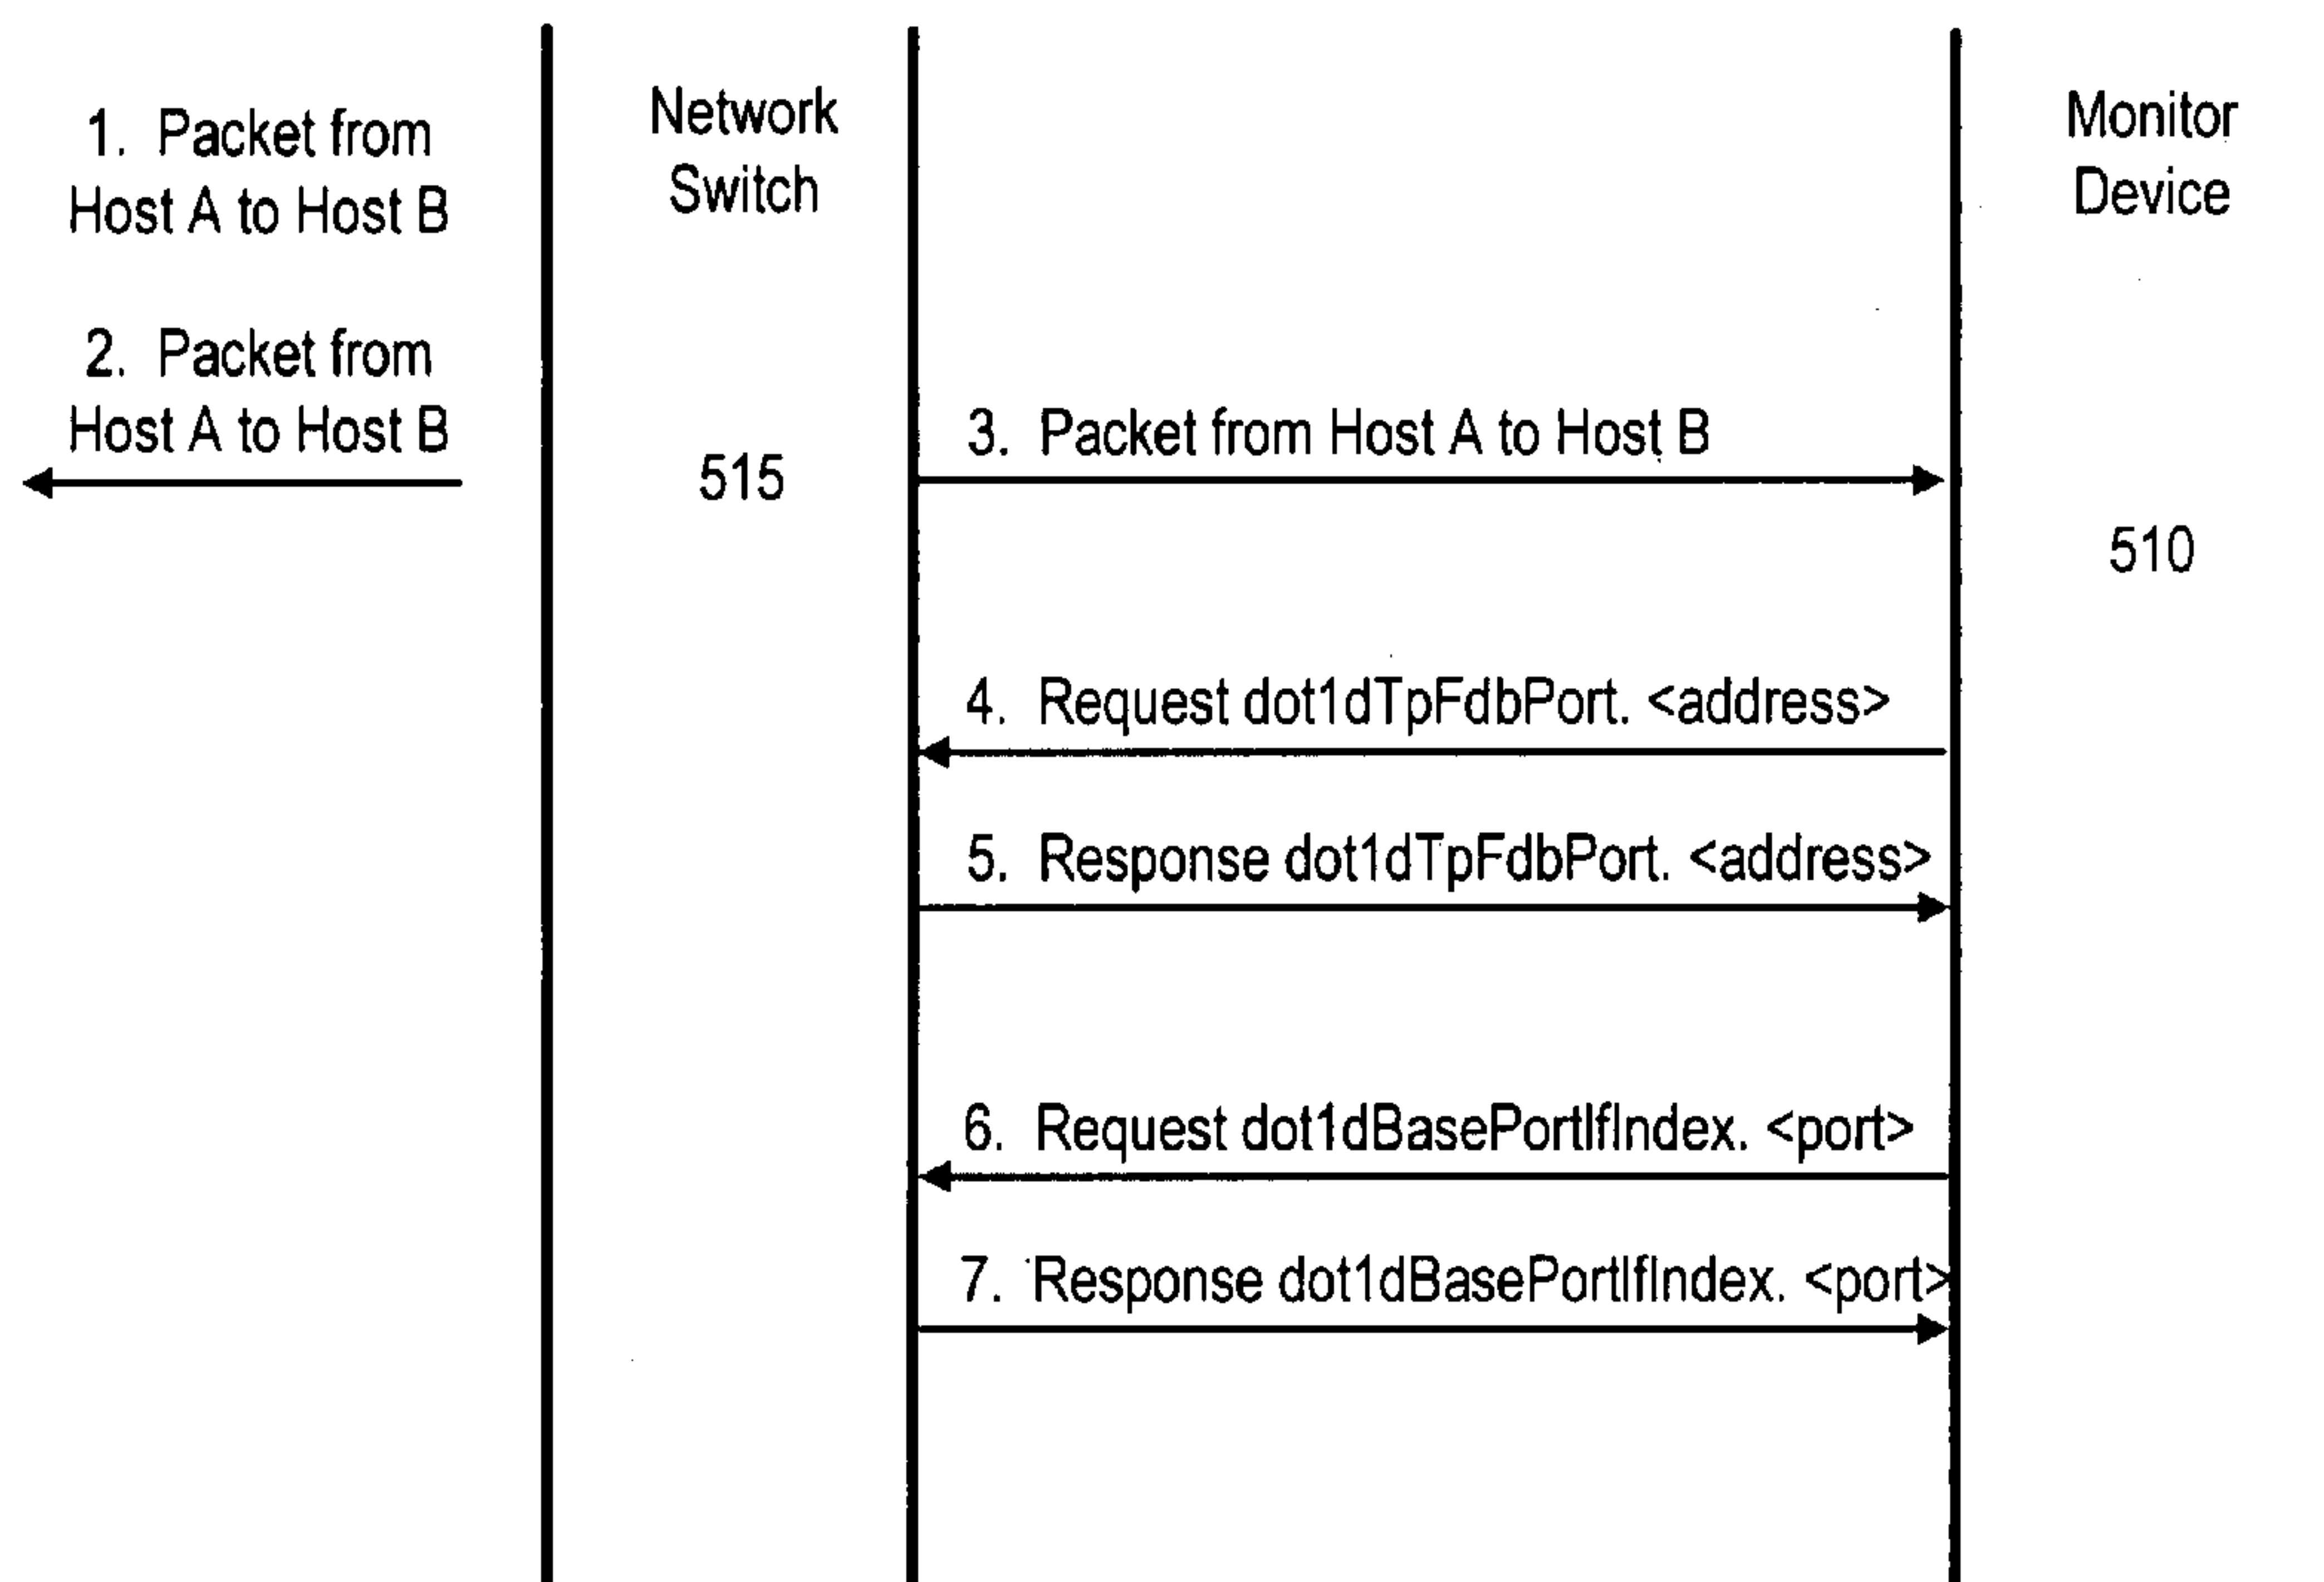 1. Packet from
Host A to Host B
2. Packet from
Host A to Host B
Network
Switch
515
3. Packet from Host A to Host B
4. Request dot1dTpFdbPort. <address>
5. Response dot1dTpFdbPort. <address>
6. Request dot1dBasePortIfIndex. <port>
7. Response dot1dBasePortIfIndex. <port>
Monitor
Device
510